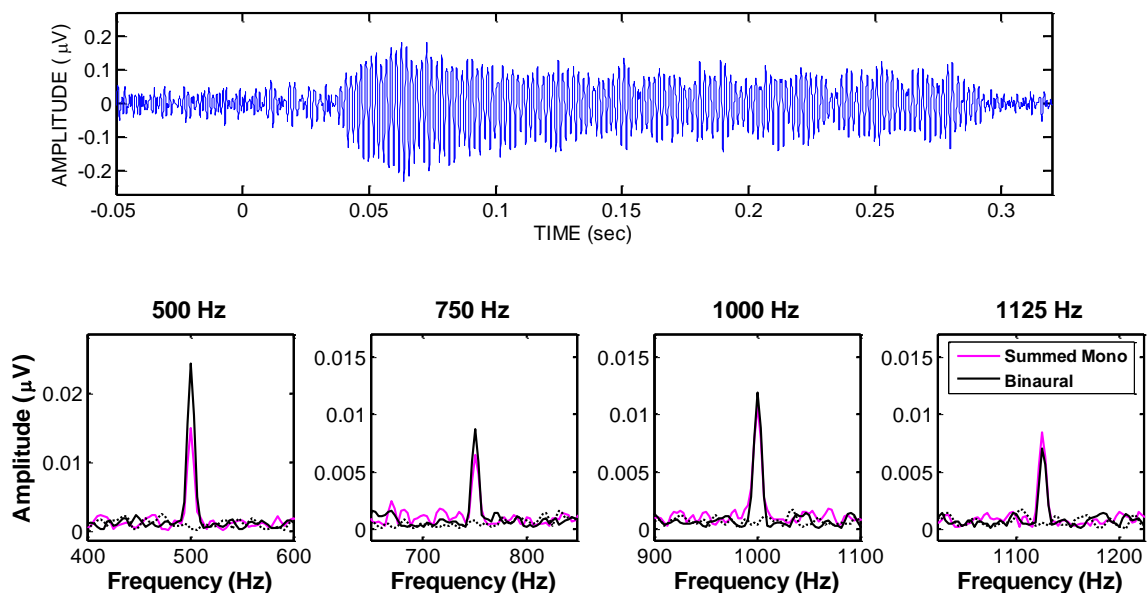 AMPLITUDE ( μV)
0.2
0.1
0
-0.1
-0.2
-0.05 0 0.05 0.1 0.15 0.2 0.25 0.3
TIME (sec)
500 Hz 750 Hz 1000 Hz 1125 Hz
Amplitude ( μV)
0.02
0.01
0
400 500 600
Frequency (Hz)
0.015
0.01
0.005
0
700 800
Frequency (Hz)
0.015
0.01
0.005
0
900 1000 1100
Frequency (Hz)
0.015
0.01
0.005
0
1100 1200
Frequency (Hz)
Summed Mono
Binaural